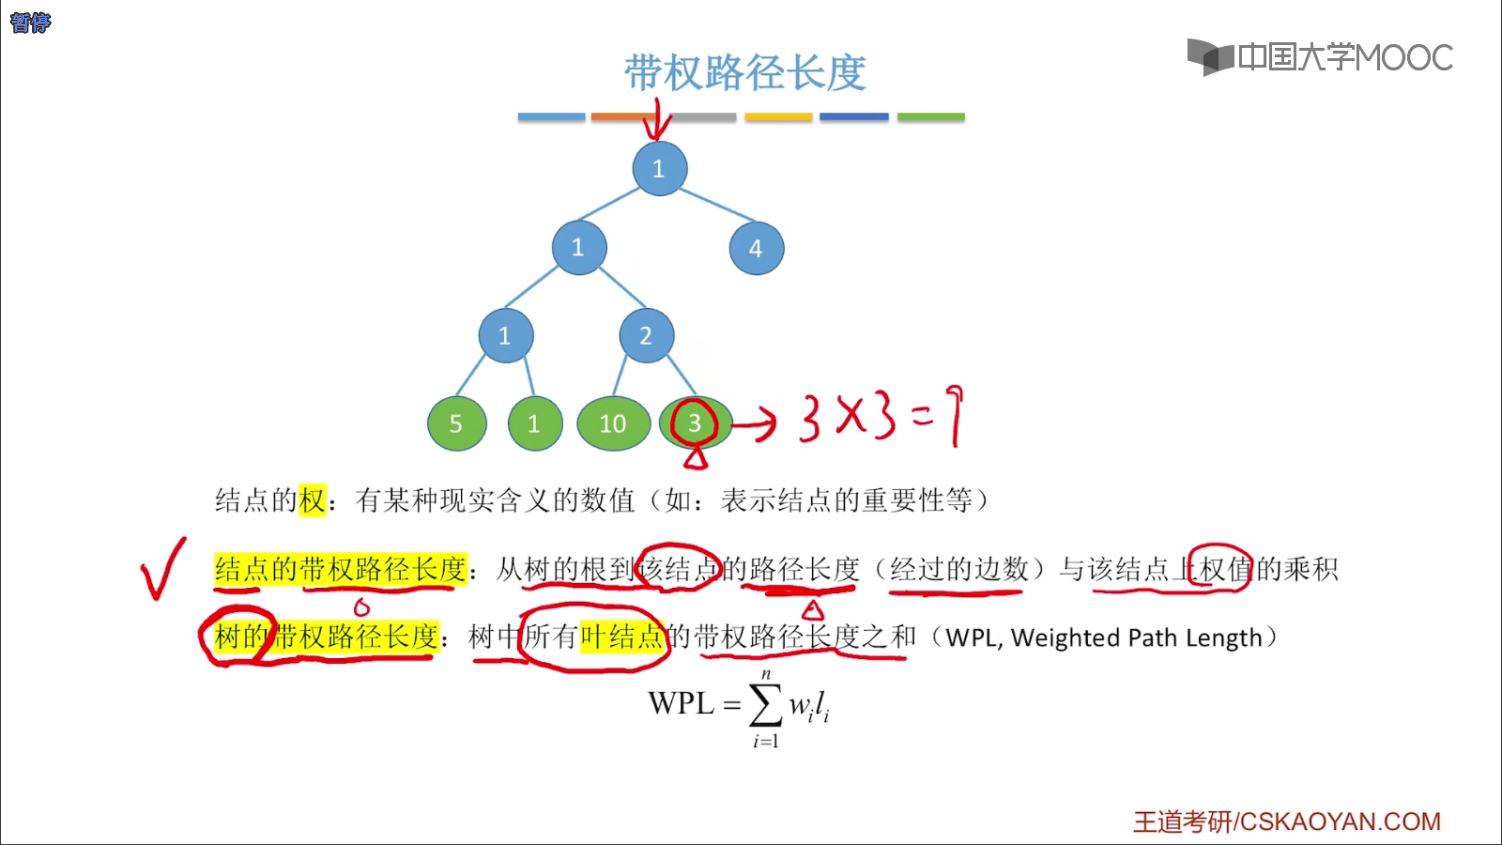 暂停
中国大学MOOC
带权路径长度
1
1
4
1
2
5
1
10
3
3×3=9
结点的权：有某种现实含义的数值（如：表示结点的重要性等）
结点的带权路径长度：从树的根到该结点的路径长度（经过的边数）与该结点上权值的乘积
树的带权路径长度：树中所有叶结点的带权路径长度之和（WPL, Weighted Path Length）
WPL = ∑ᵢ₌₁ⁿ wᵢlᵢ
王道考研/CSKAOYAN.COM